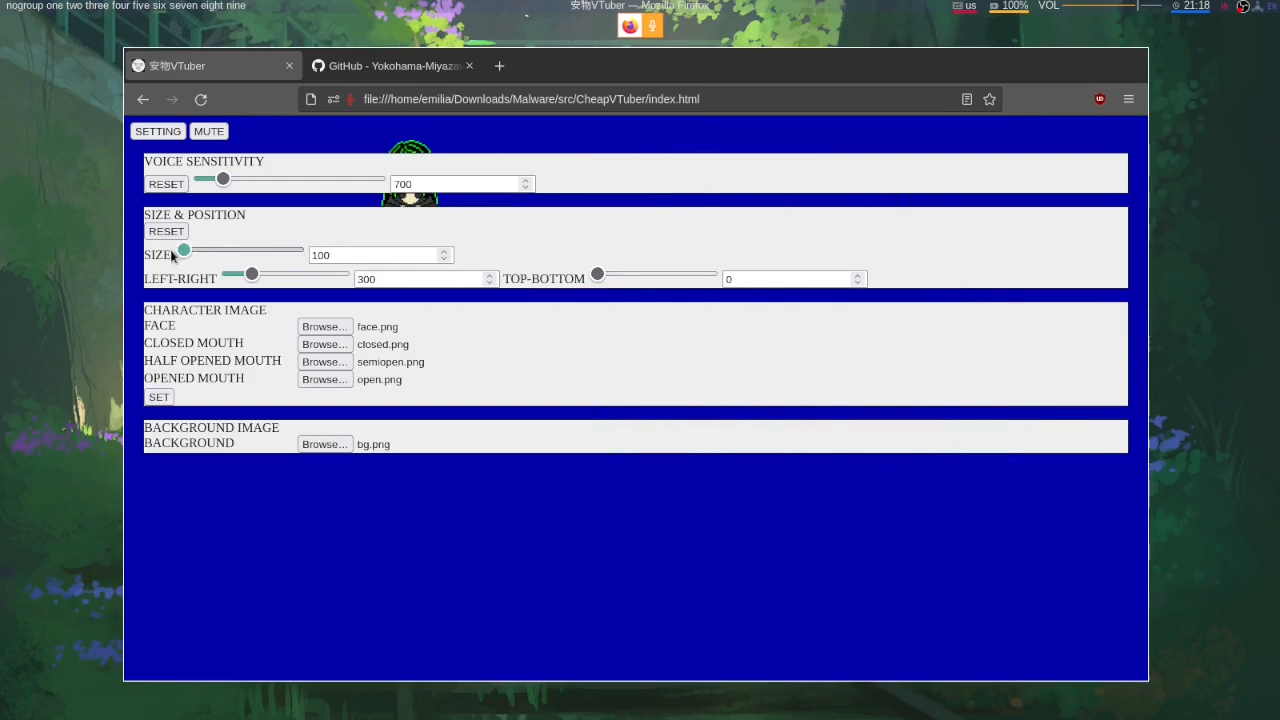 nogroup one two three four five six seven eight nine
安物VTuber — Mozilla Firefox
us 100% VOL 21:18 EN
安物VTuber
GitHub - Yokohama-Miyazaw
file:///home/emilia/Downloads/Malware/src/CheapVTuber/index.html
SETTING MUTE
VOICE SENSITIVITY
RESET 700
SIZE & POSITION
RESET
SIZE 100
LEFT-RIGHT 300 TOP-BOTTOM 0
CHARACTER IMAGE
FACE Browse... face.png
CLOSED MOUTH Browse... closed.png
HALF OPENED MOUTH Browse... semiopen.png
OPENED MOUTH Browse... open.png
SET
BACKGROUND IMAGE
BACKGROUND Browse... bg.png